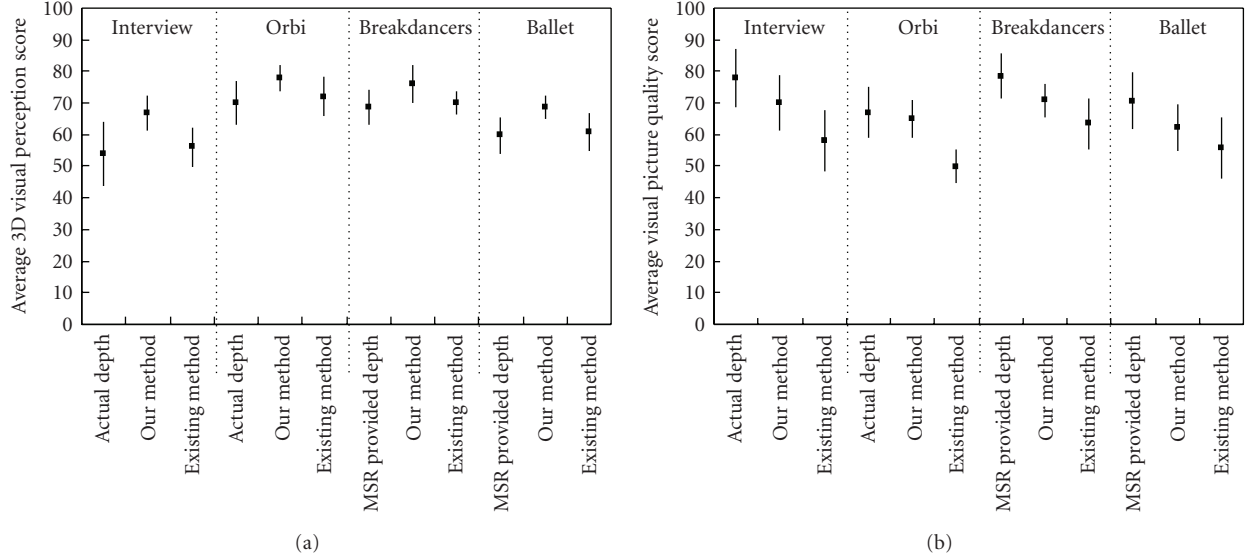 Average 3D visual perception score
100
90
80
70
60
50
40
30
20
10
0
Interview
Orbi
Breakdancers
Ballet
Actual depth
Our method
Existing method
Actual depth
Our method
Existing method
MSR provided depth
Our method
Existing method
MSR provided depth
Our method
Existing method
(a)
Average visual picture quality score
100
90
80
70
60
50
40
30
20
10
0
Interview
Orbi
Breakdancers
Ballet
Actual depth
Our method
Existing method
Actual depth
Our method
Existing method
MSR provided depth
Our method
Existing method
MSR provided depth
Our method
Existing method
(b)